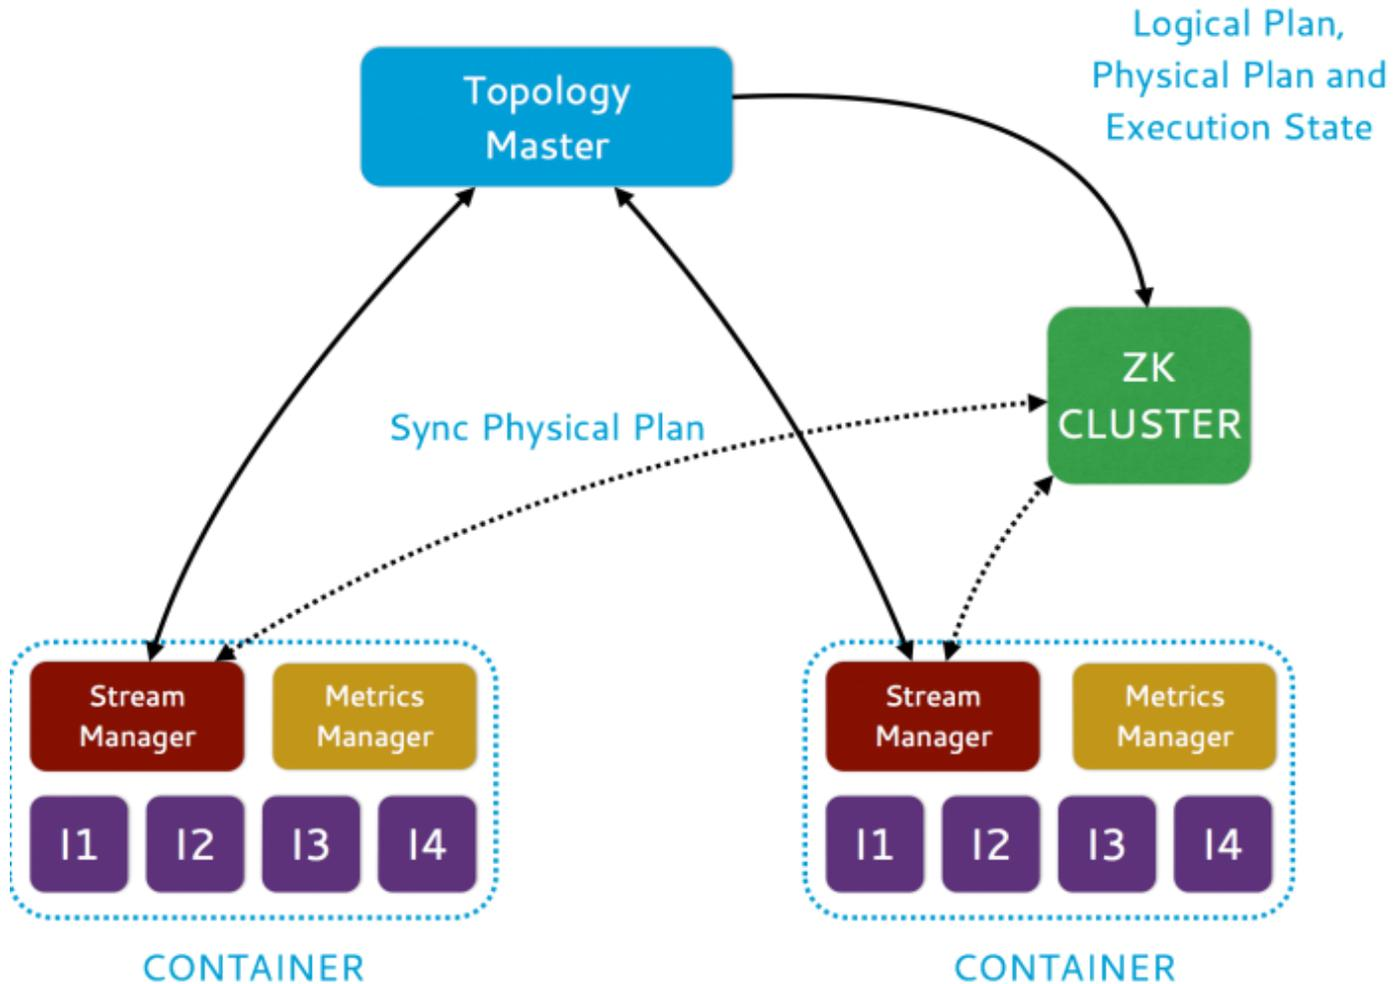 Logical Plan,
Physical Plan and
Execution State
Topology
Master
ZK
CLUSTER
Sync Physical Plan
Stream
Manager
Metrics
Manager
I1
I2
I3
I4
CONTAINER
Stream
Manager
Metrics
Manager
I1
I2
I3
I4
CONTAINER